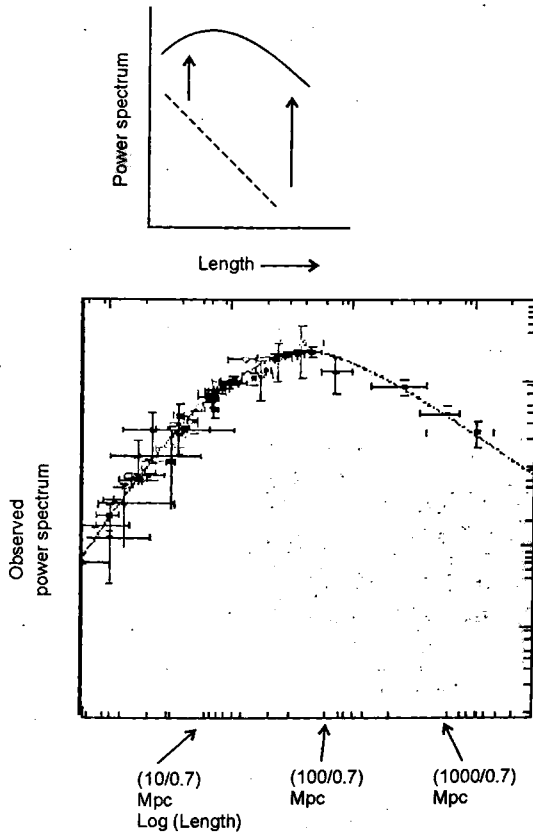 Power spectrum
Length
Observed
power spectrum
(10/0.7)
Mpc
Log (Length)
(100/0.7)
Mpc
(1000/0.7)
Mpc